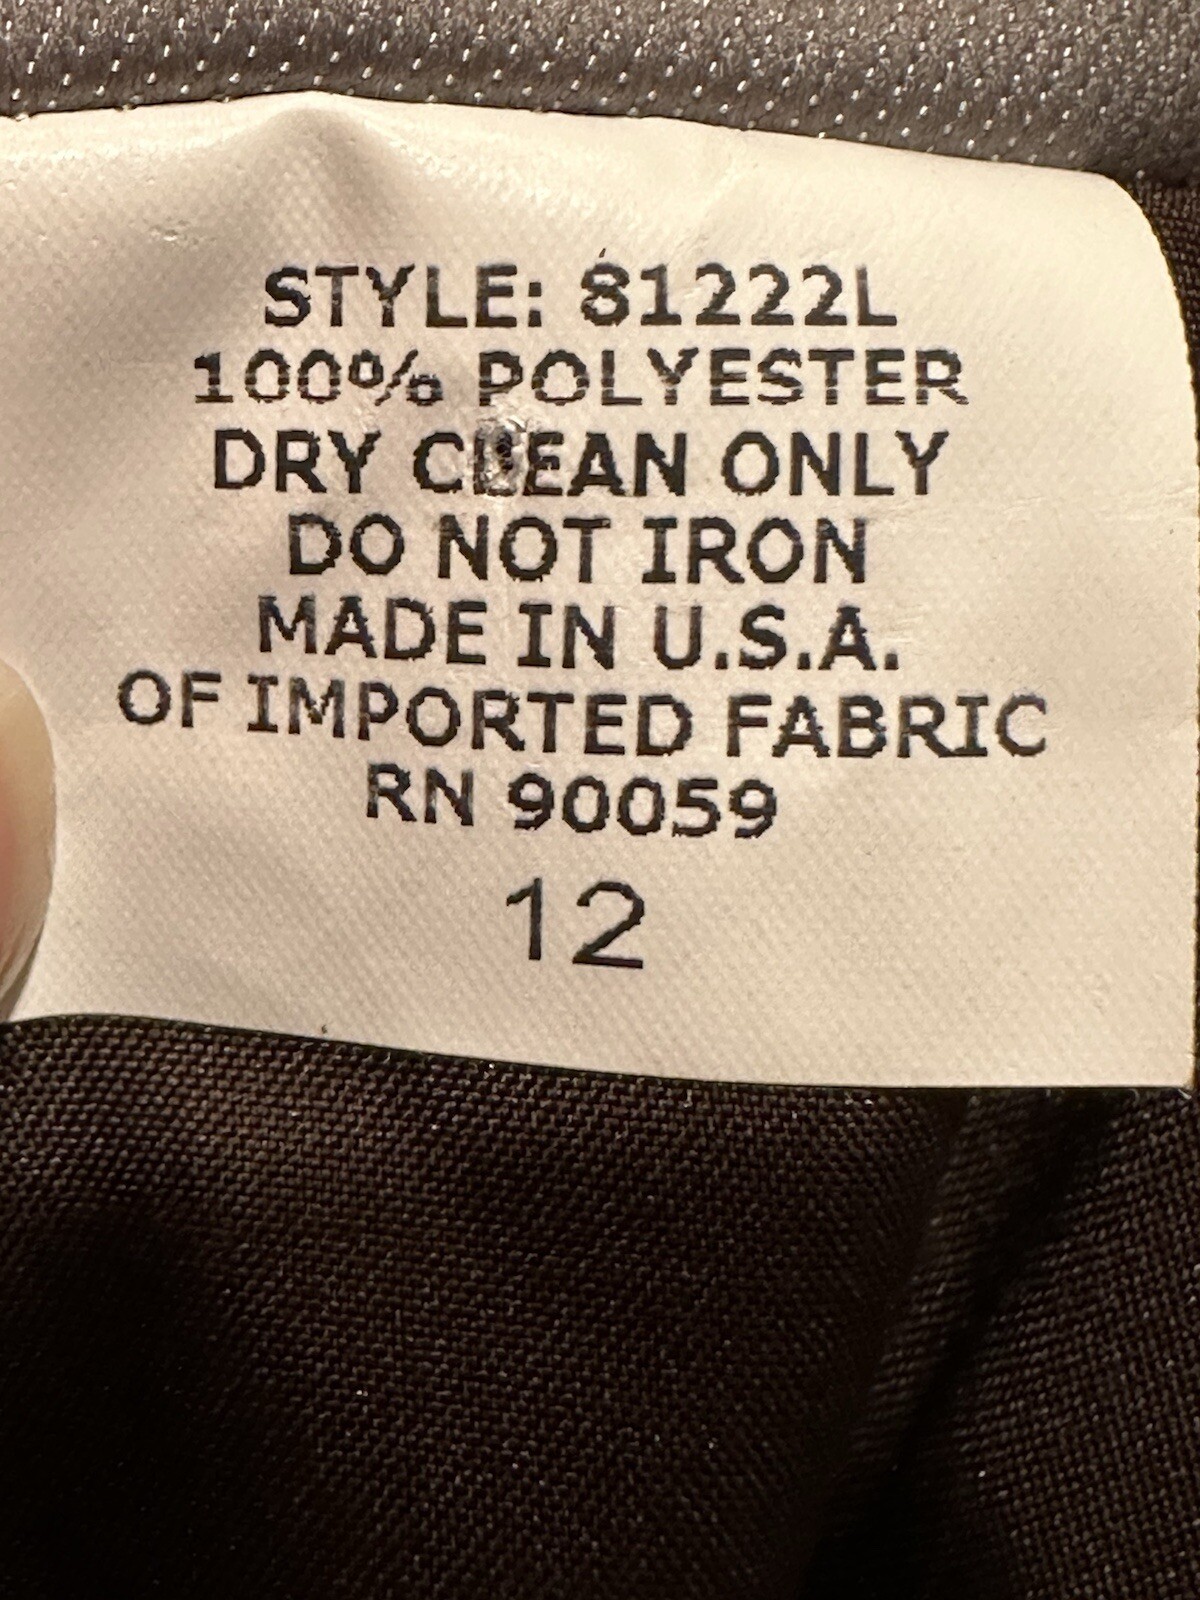 STYLE: 81222L
100% POLYESTER
DRY CLEAN ONLY
DO NOT IRON
MADE IN U.S.A.
OF IMPORTED FABRIC
RN 90059
12